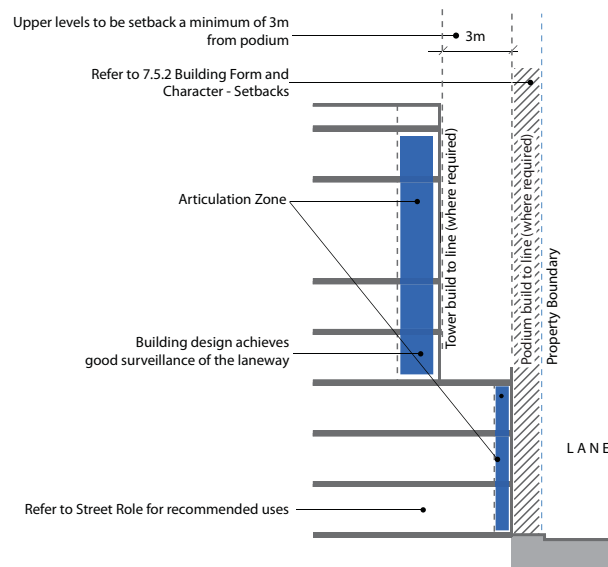 Upper levels to be setback a minimum of 3m
from podium
3m
Refer to 7.5.2 Building Form and
Character - Setbacks
Tower build to line (where required)
Podium build to line (where required)
Property Boundary
Articulation Zone
Building design achieves
good surveillance of the laneway
LANE
Refer to Street Role for recommended uses